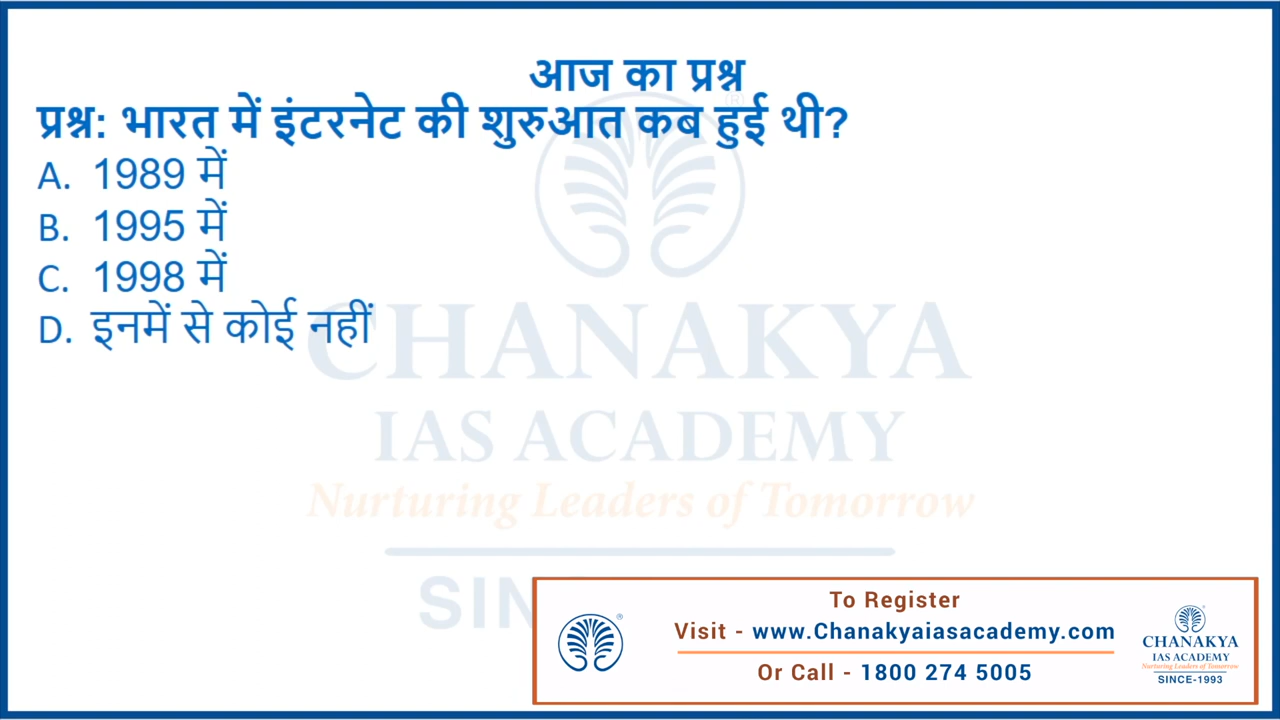 आज का प्रश्न
प्रश्न: भारत में इंटरनेट की शुरुआत कब हुई थी?
A. 1989 में
B. 1995 में
C. 1998 में
D. इनमें से कोई नहीं
CHANAKYA
IAS ACADEMY
Nurturing Leaders of Tomorrow
SIN
To Register
Visit - www.Chanakyaiasacademy.com
Or Call - 1800 274 5005
CHANAKYA
IAS ACADEMY
Nurturing Leaders of Tomorrow
SINCE-1993